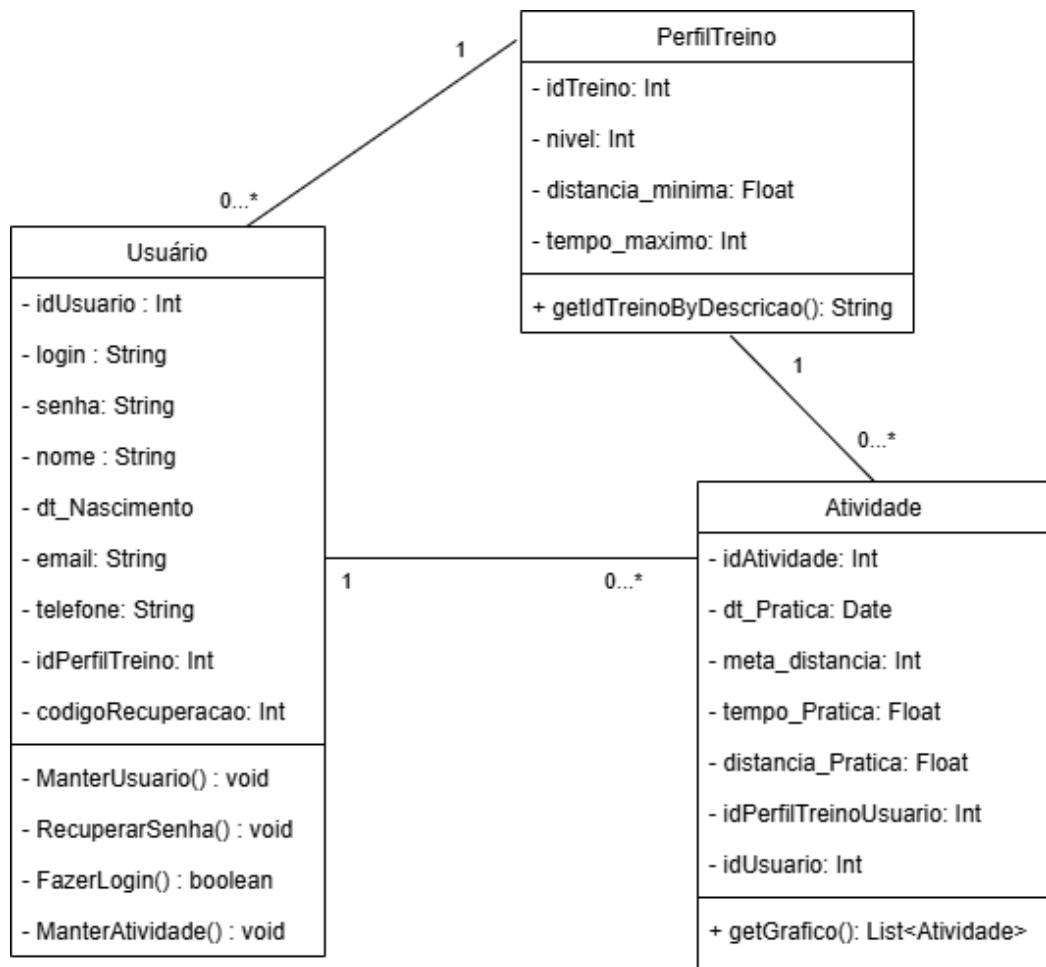 PerfilTreino
- idTreino: Int
- nivel: Int
- distancia_minima: Float
- tempo_maximo: Int
+ getIdTreinoByDescricao(): String
1
0...*
Usuário
- idUsuario : Int
- login : String
- senha: String
- nome : String
- dt_Nascimento
- email: String
- telefone: String
- idPerfilTreino: Int
- codigoRecuperacao: Int
- ManterUsuario() : void
- RecuperarSenha() : void
- FazerLogin() : boolean
- ManterAtividade() : void
1
0...*
1
0...*
Atividade
- idAtividade: Int
- dt_Pratica: Date
- meta_distancia: Int
- tempo_Pratica: Float
- distancia_Pratica: Float
- idPerfilTreinoUsuario: Int
- idUsuario: Int
+ getGrafico(): List<Atividade>